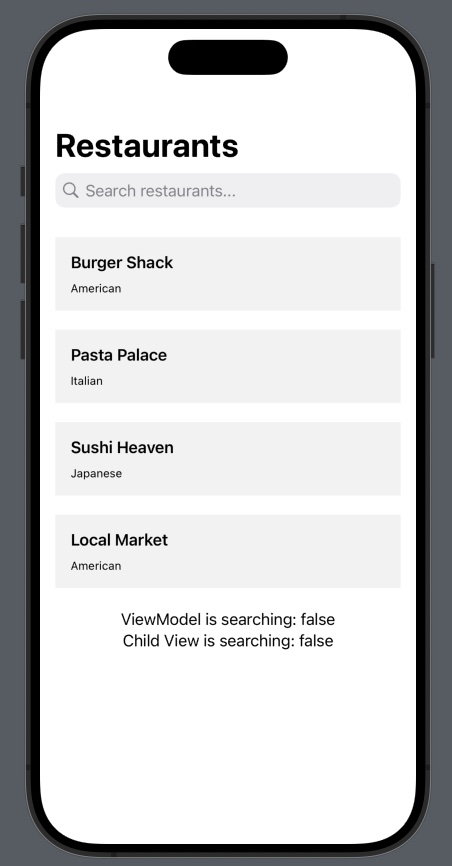 Restaurants
Search restaurants...
Burger Shack
American
Pasta Palace
Italian
Sushi Heaven
Japanese
Local Market
American
ViewModel is searching: false
Child View is searching: false